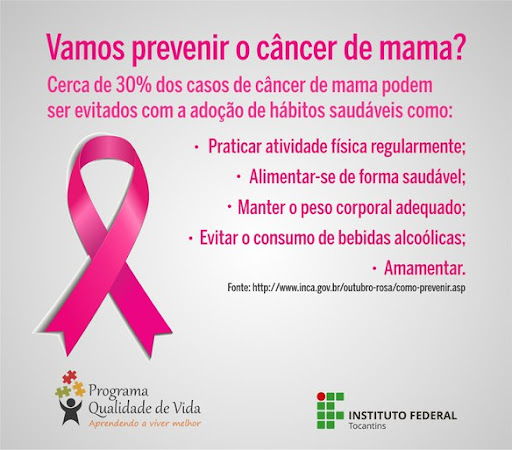 Vamos prevenir o câncer de mama?
Cerca de 30% dos casos de câncer de mama podem
ser evitados com a adoção de hábitos saudáveis como:
• Praticar atividade física regularmente;
• Alimentar-se de forma saudável;
• Manter o peso corporal adequado;
• Evitar o consumo de bebidas alcoólicas;
• Amamentar.
Fonte: http://www.inca.gov.br/outubro-rosa/como-prevenir.asp
Programa
Qualidade de Vida
Aprendendo a viver melhor
INSTITUTO FEDERAL
Tocantins